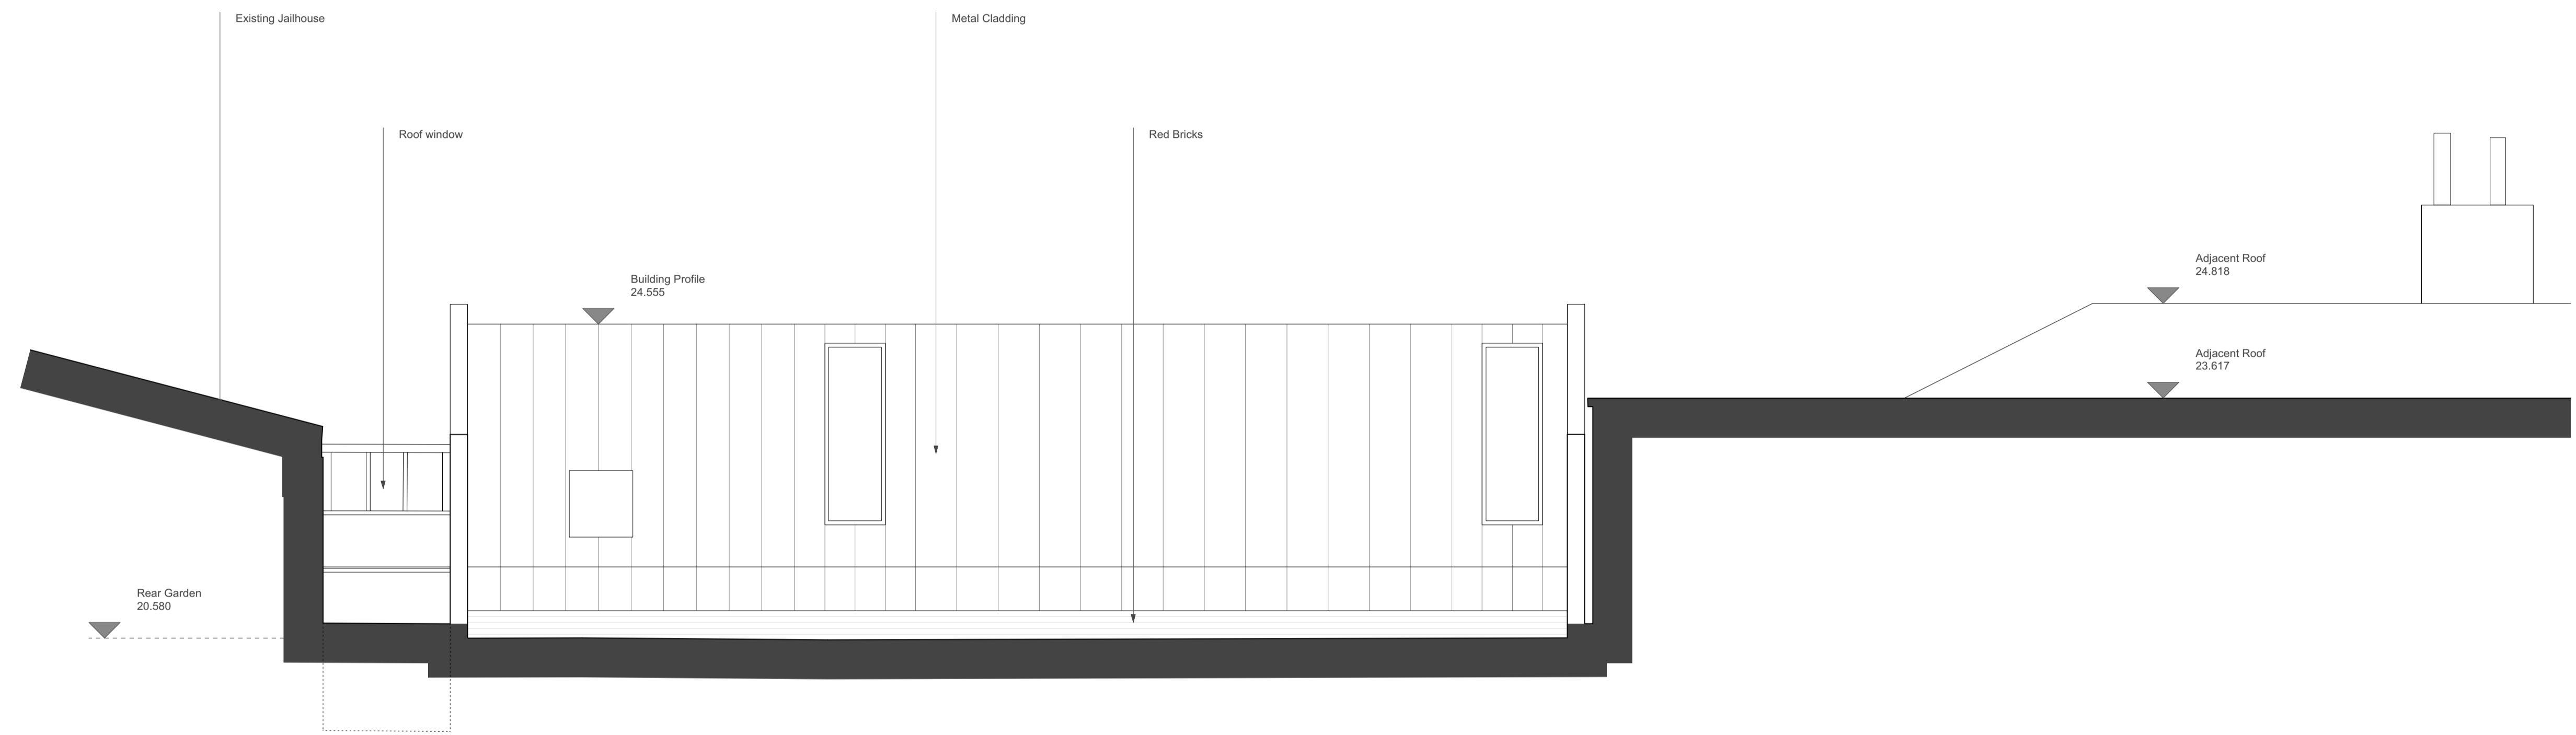 Existing Jailhouse
Metal Cladding
Roof window
Red Bricks
Adjacent Roof
24.818
Building Profile
24.555
Adjacent Roof
23.617
Rear Garden
20.580